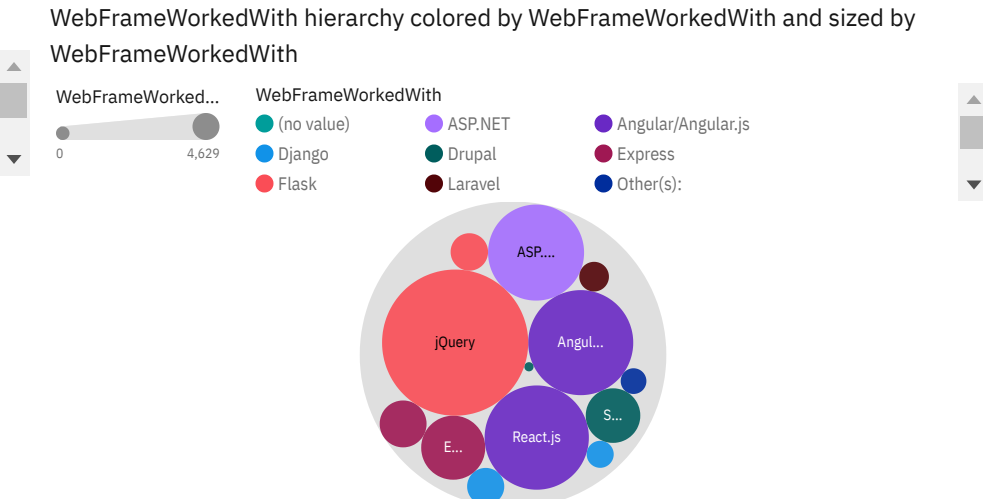 WebFrameWorkedWith hierarchy colored by WebFrameWorkedWith and sized by
WebFrameWorkedWith
WebFrameWorked...
0 4,629
WebFrameWorkedWith
(no value) ASP.NET Angular/Angular.js
Django Drupal Express
Flask Laravel Other(s):
ASP....
jQuery Angul...
S...
React.js
E...